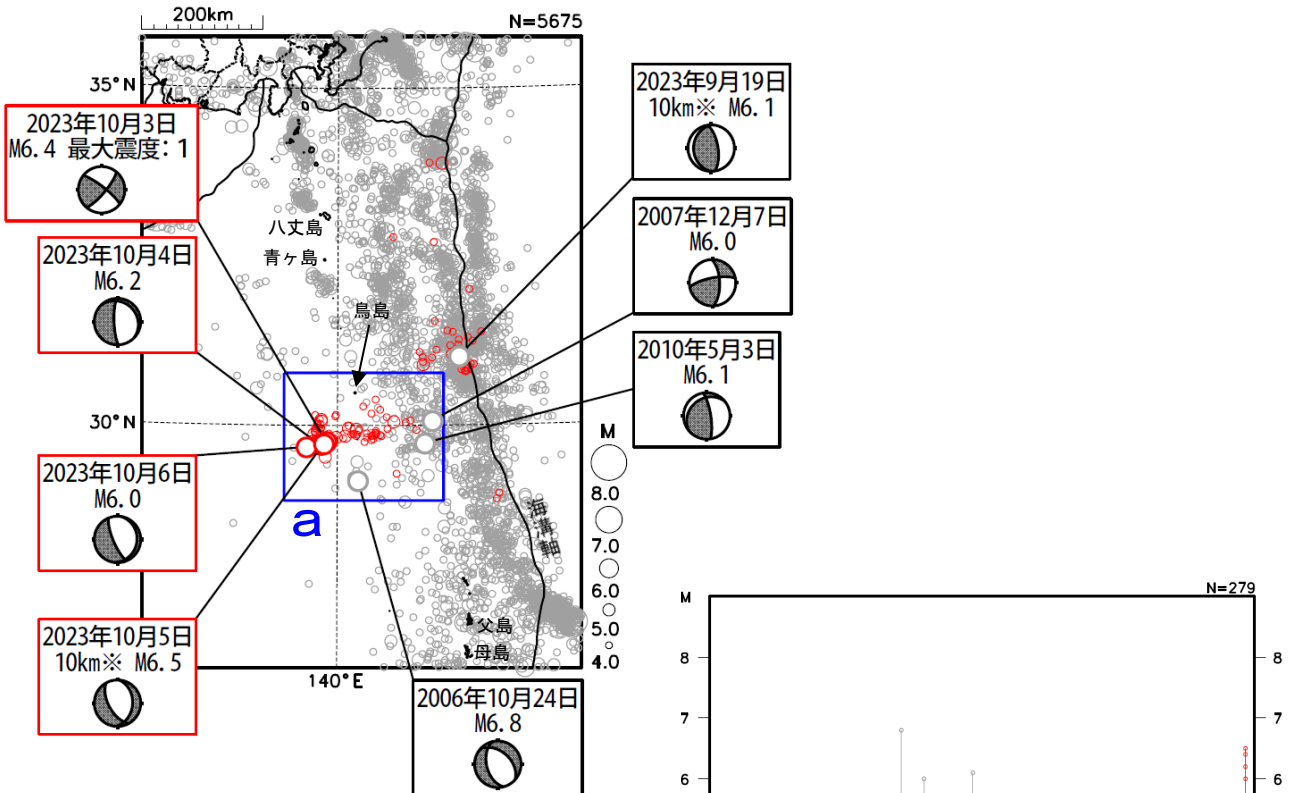 200km
N=5675
35°N
2023年10月3日
M6.4 最大震度：1
2023年10月4日
M6.2
2023年10月6日
M6.0
2023年10月5日
10km※ M6.5
2023年9月19日
10km※ M6.1
2007年12月7日
M6.0
2010年5月3日
M6.1
2006年10月24日
M6.8
八丈島
青ヶ島
鳥島
30°N
a
海溝軸
父島
母島
140°E
M
8.0
7.0
6.0
5.0
4.0
N=279
M
8
8
7
7
6
6